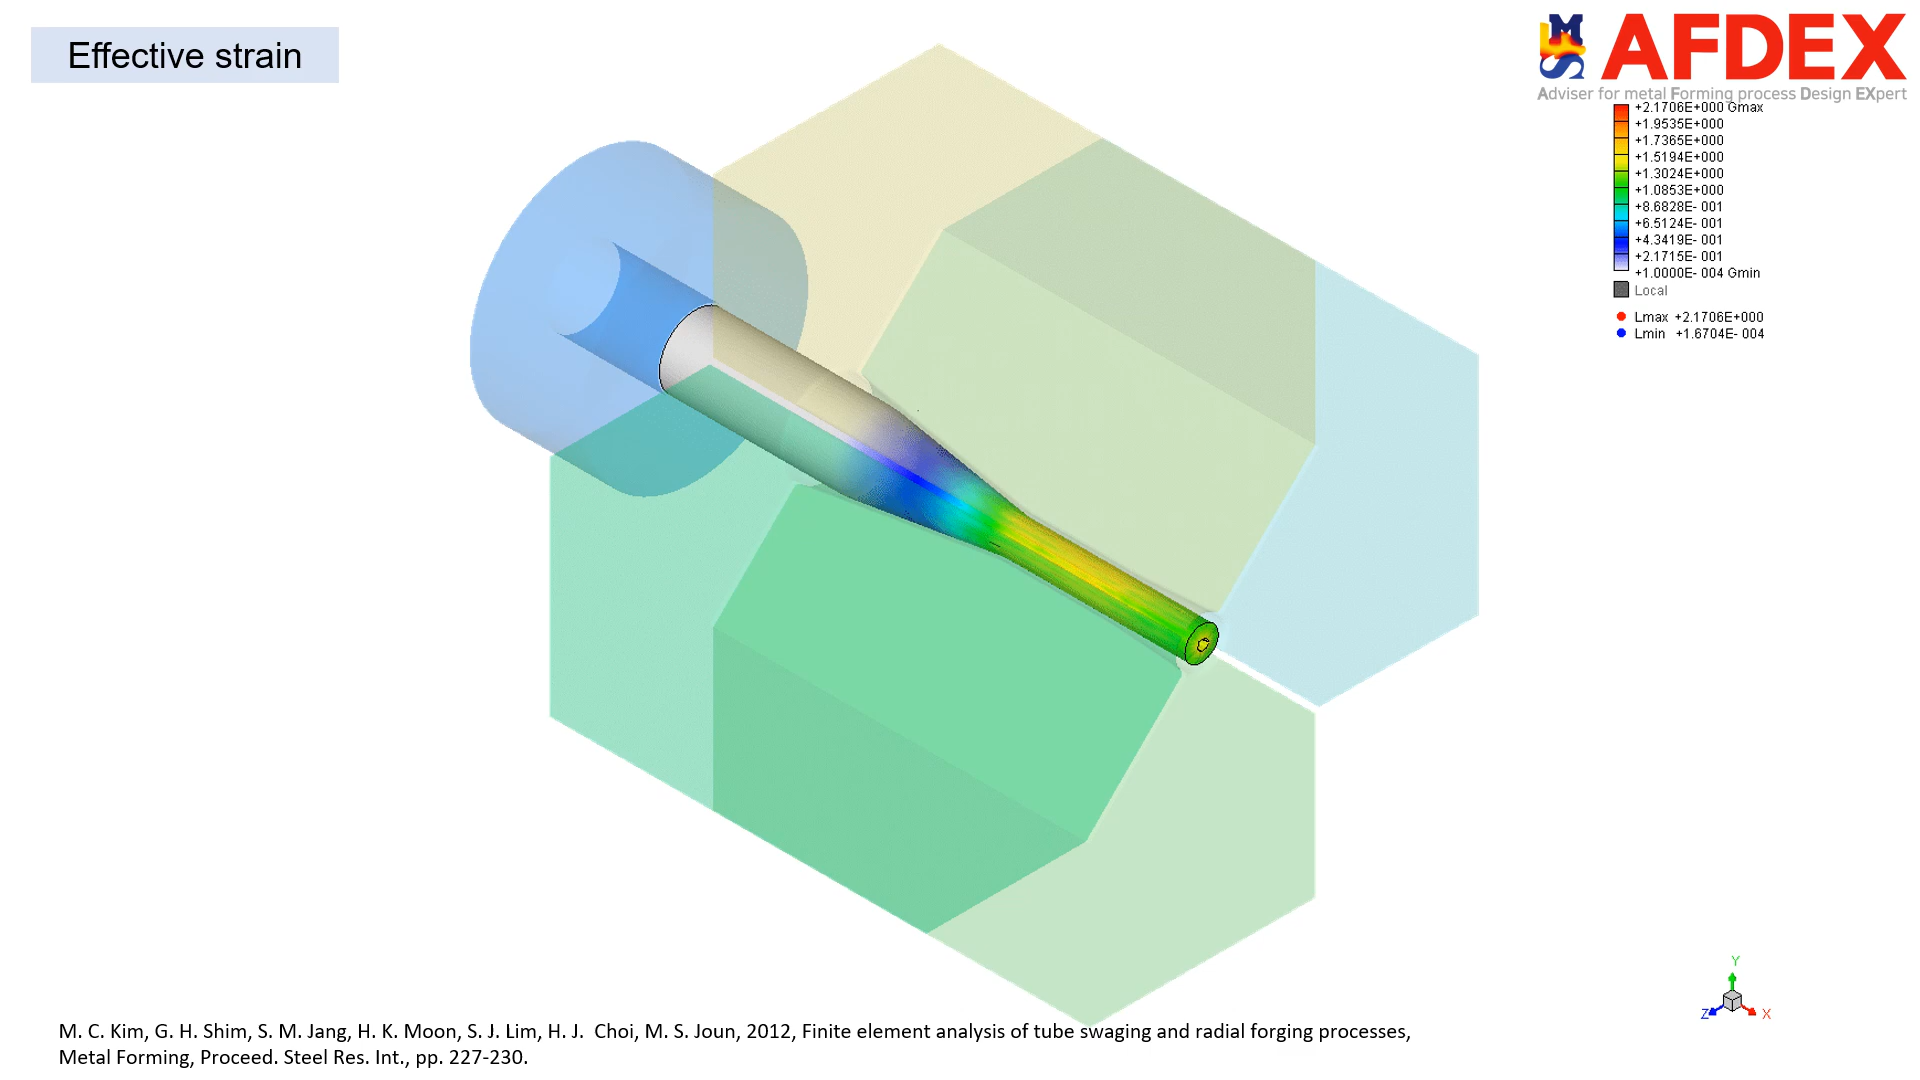 Effective strain
AFDEX
Adviser for metal Forming process Design EXpert
+2.1706E+000 Gmax
+1.9535E+000
+1.7365E+000
+1.5194E+000
+1.3024E+000
+1.0853E+000
+8.6828E- 001
+6.5124E- 001
+4.3419E- 001
+2.1715E- 001
+1.0000E- 004 Gmin
Local
Lmax +2.1706E+000
Lmin +1.6704E- 004
Y
Z
X
M. C. Kim, G. H. Shim, S. M. Jang, H. K. Moon, S. J. Lim, H. J. Choi, M. S. Joun, 2012, Finite element analysis of tube swaging and radial forging processes,
Metal Forming, Proceed. Steel Res. Int., pp. 227-230.